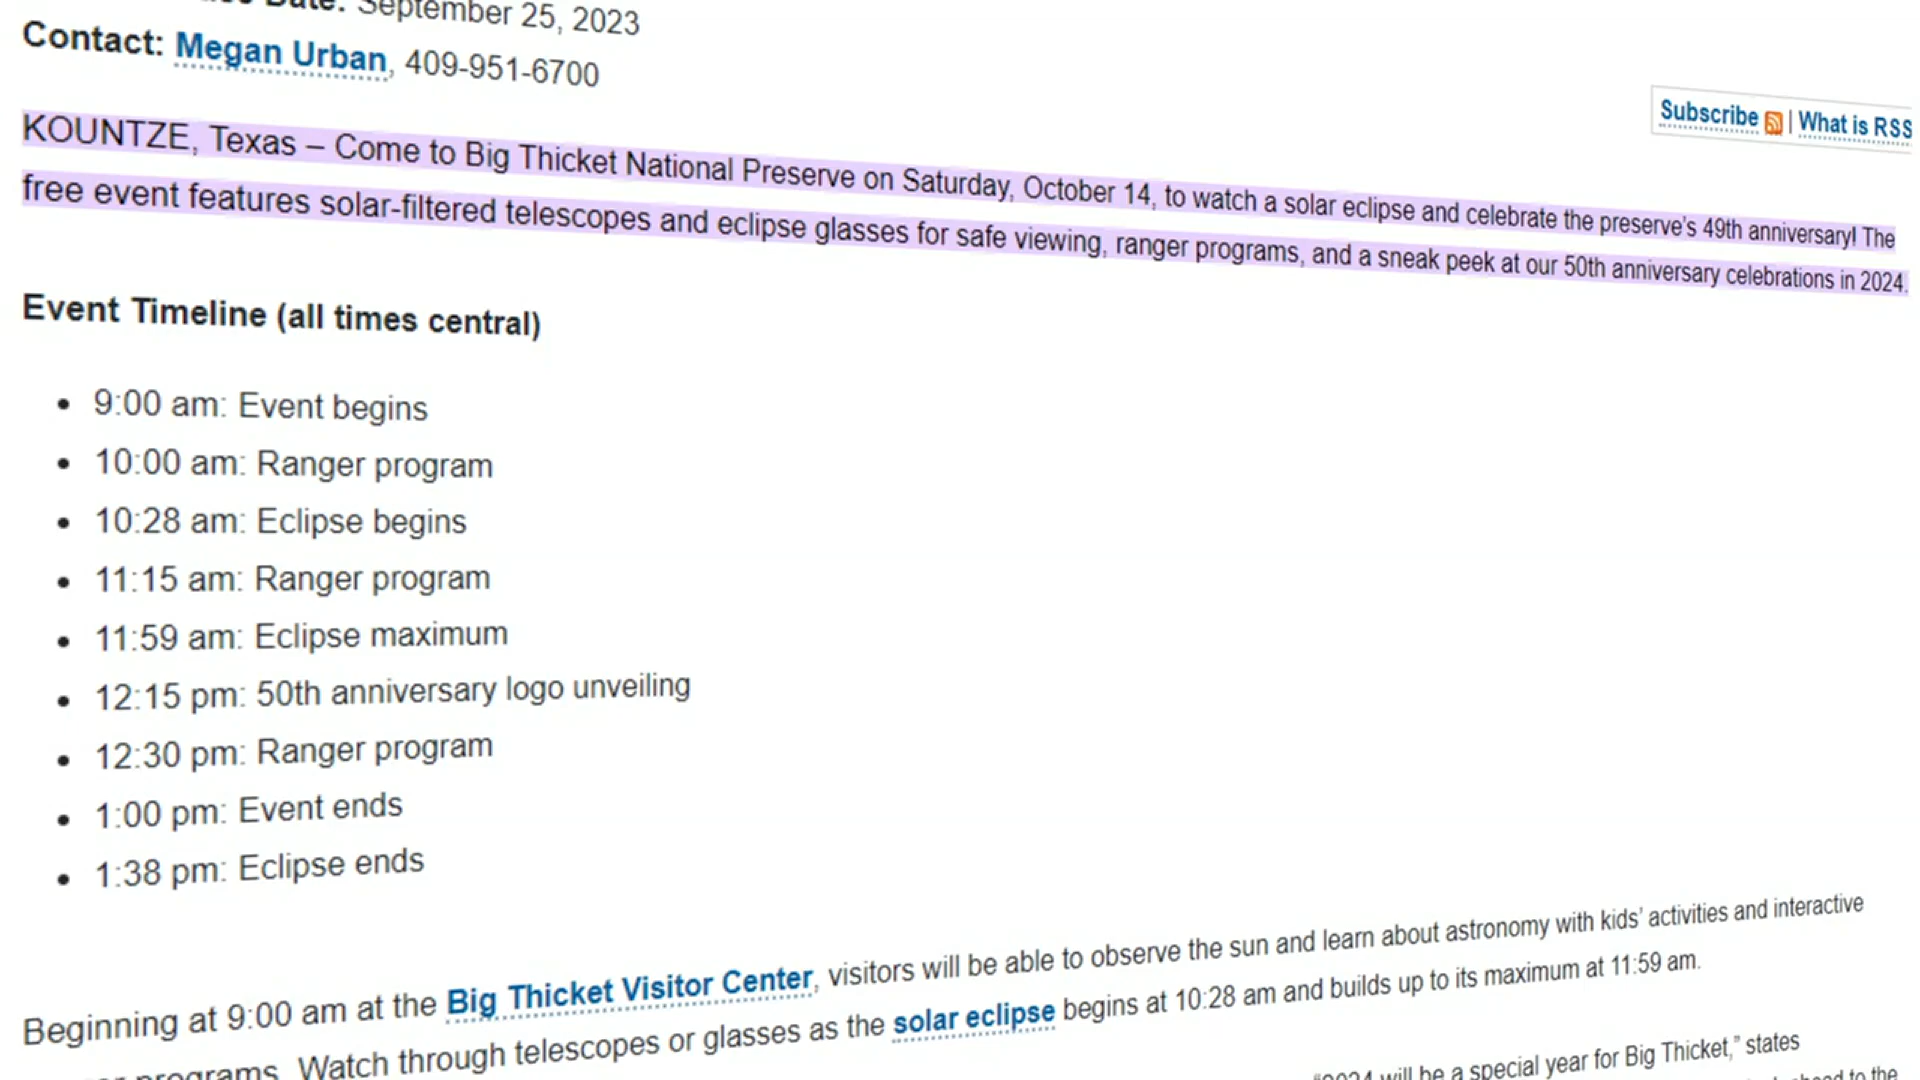 Date: September 25, 2023
Contact: Megan Urban, 409-951-6700
Subscribe | What is RSS
KOUNTZE, Texas – Come to Big Thicket National Preserve on Saturday, October 14, to watch a solar eclipse and celebrate the preserve's 49th anniversary! The
free event features solar-filtered telescopes and eclipse glasses for safe viewing, ranger programs, and a sneak peek at our 50th anniversary celebrations in 2024.
Event Timeline (all times central)
• 9:00 am: Event begins
• 10:00 am: Ranger program
• 10:28 am: Eclipse begins
• 11:15 am: Ranger program
• 11:59 am: Eclipse maximum
• 12:15 pm: 50th anniversary logo unveiling
• 12:30 pm: Ranger program
• 1:00 pm: Event ends
• 1:38 pm: Eclipse ends
Beginning at 9:00 am at the Big Thicket Visitor Center, visitors will be able to observe the sun and learn about astronomy with kids' activities and interactive
programs. Watch through telescopes or glasses as the solar eclipse begins at 10:28 am and builds up to its maximum at 11:59 am.
"2024 will be a special year for Big Thicket," states
ahead to the